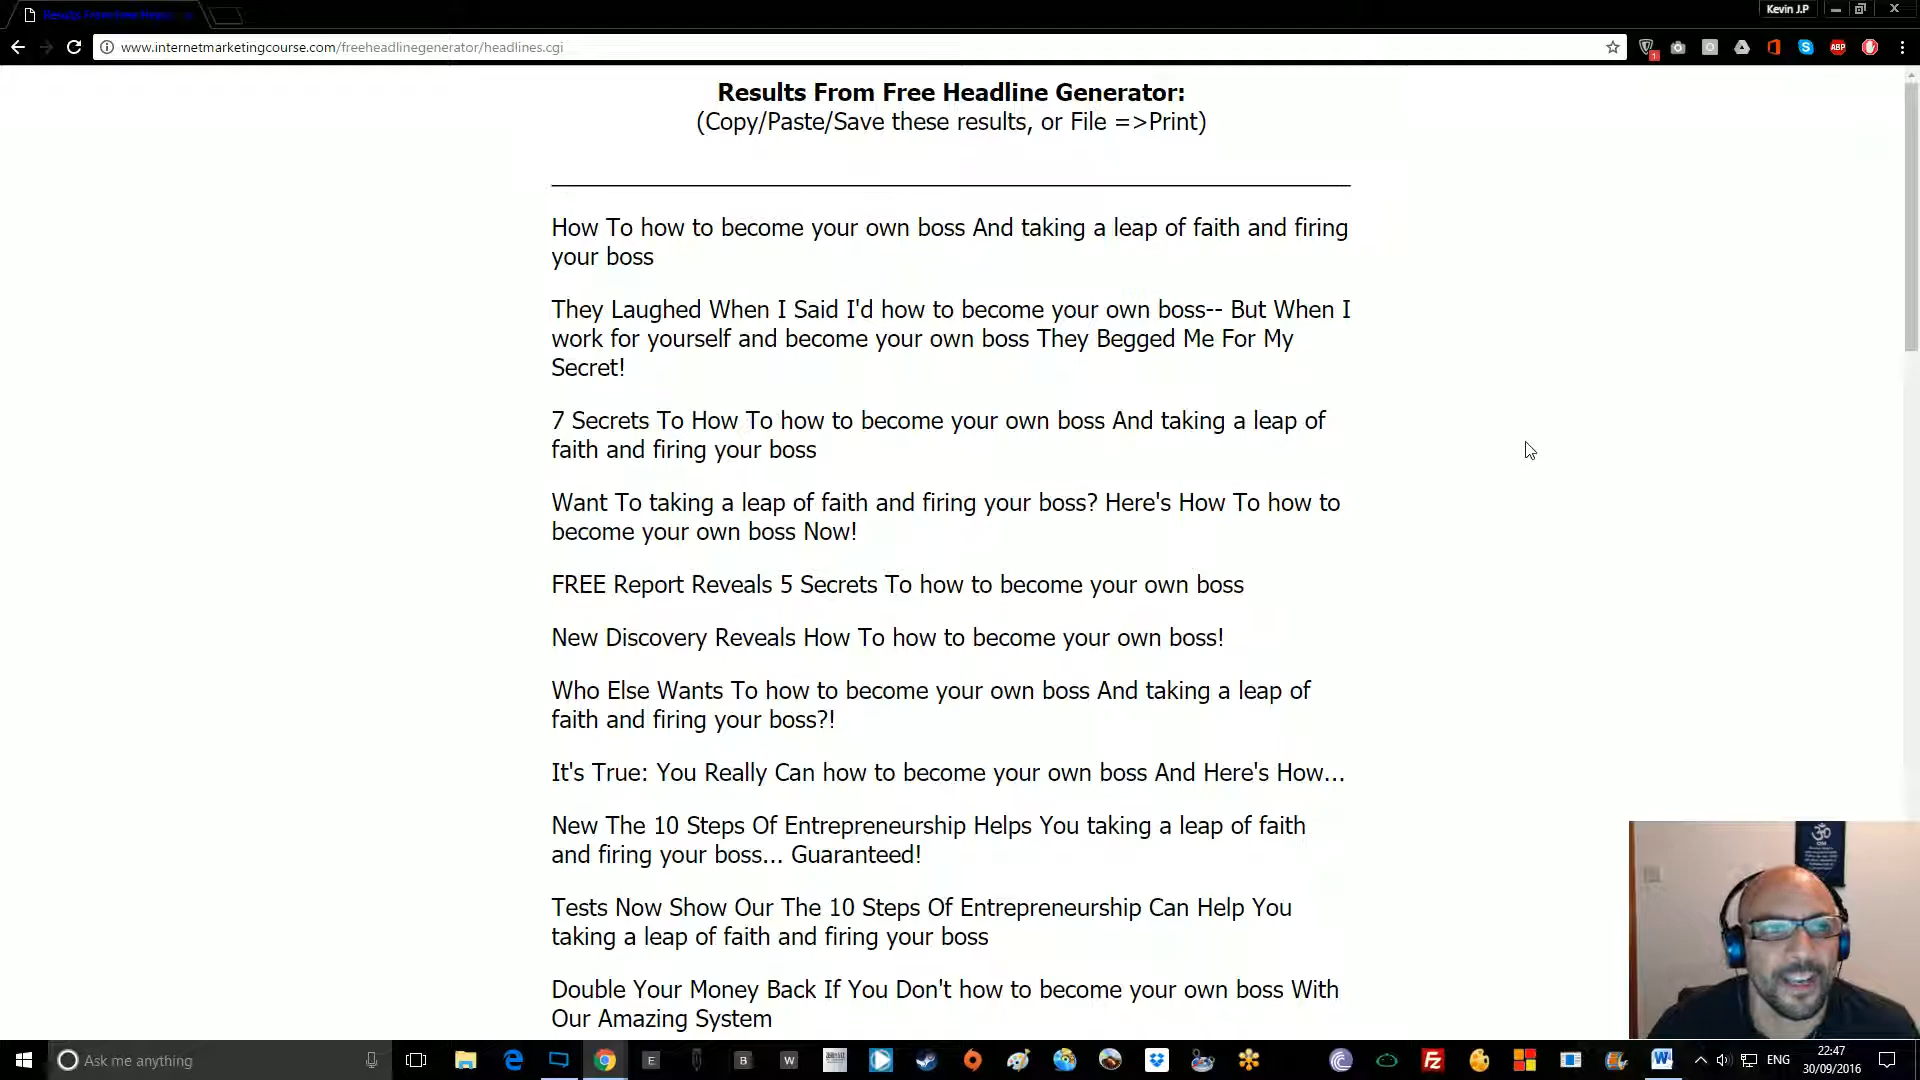 Results From Free Headline
Kevin J.P
www.internetmarketingcourse.com/freeheadlinegenerator/headlines.cgi
1
ABP
Results From Free Headline Generator:
(Copy/Paste/Save these results, or File =>Print)
How To how to become your own boss And taking a leap of faith and firing
your boss
They Laughed When I Said I'd how to become your own boss-- But When I
work for yourself and become your own boss They Begged Me For My
Secret!
7 Secrets To How To how to become your own boss And taking a leap of
faith and firing your boss
Want To taking a leap of faith and firing your boss? Here's How To how to
become your own boss Now!
FREE Report Reveals 5 Secrets To how to become your own boss
New Discovery Reveals How To how to become your own boss!
Who Else Wants To how to become your own boss And taking a leap of
faith and firing your boss?!
It's True: You Really Can how to become your own boss And Here's How...
New The 10 Steps Of Entrepreneurship Helps You taking a leap of faith
and firing your boss... Guaranteed!
Tests Now Show Our The 10 Steps Of Entrepreneurship Can Help You
taking a leap of faith and firing your boss
Double Your Money Back If You Don't how to become your own boss With
Our Amazing System
Ask me anything
E
B
W
FZ
W
ENG
22:47
30/09/2016